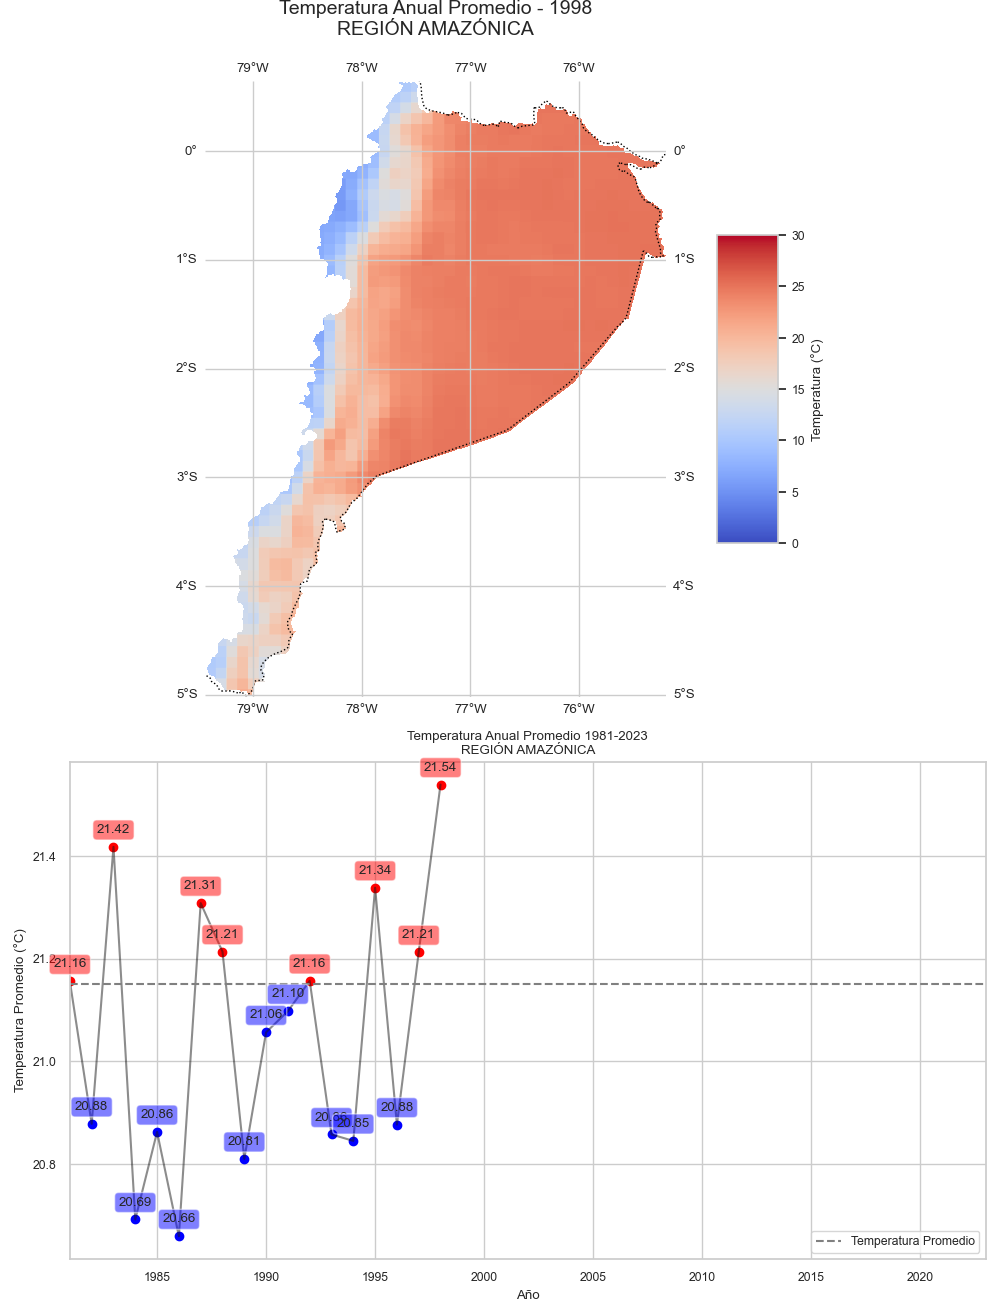 Temperatura Anual Promedio - 1998
REGIÓN AMAZÓNICA
79°W 78°W 77°W 76°W
0° 0°
1°S 1°S
2°S 2°S
3°S 3°S
4°S 4°S
5°S 5°S
79°W 78°W 77°W 76°W
30
25
20
15
10
5
0
Temperatura (°C)
Temperatura Anual Promedio 1981-2023
REGIÓN AMAZÓNICA
Temperatura Promedio (°C)
21.4
21.2
21.0
20.8
21.16
20.88
21.42
20.69
20.86
20.66
21.31
21.21
20.81
21.06
21.10
21.16
20.85
21.34
20.88
21.21
21.54
Temperatura Promedio
1985 1990 1995 2000 2005 2010 2015 2020
Año